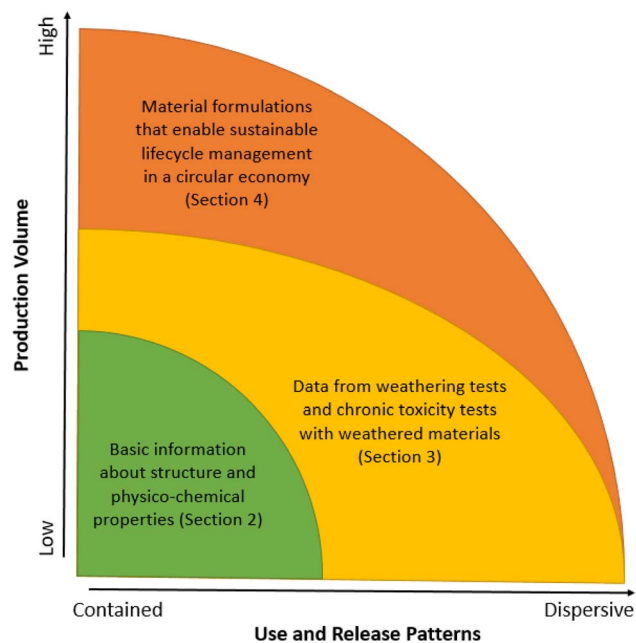 High
Material formulations
that enable sustainable
lifecycle management
in a circular economy
(Section 4)
Production Volume
Data from weathering tests
and chronic toxicity tests
with weathered materials
(Section 3)
Basic information
about structure and
physico-chemical
properties (Section 2)
Low
Contained
Dispersive
Use and Release Patterns